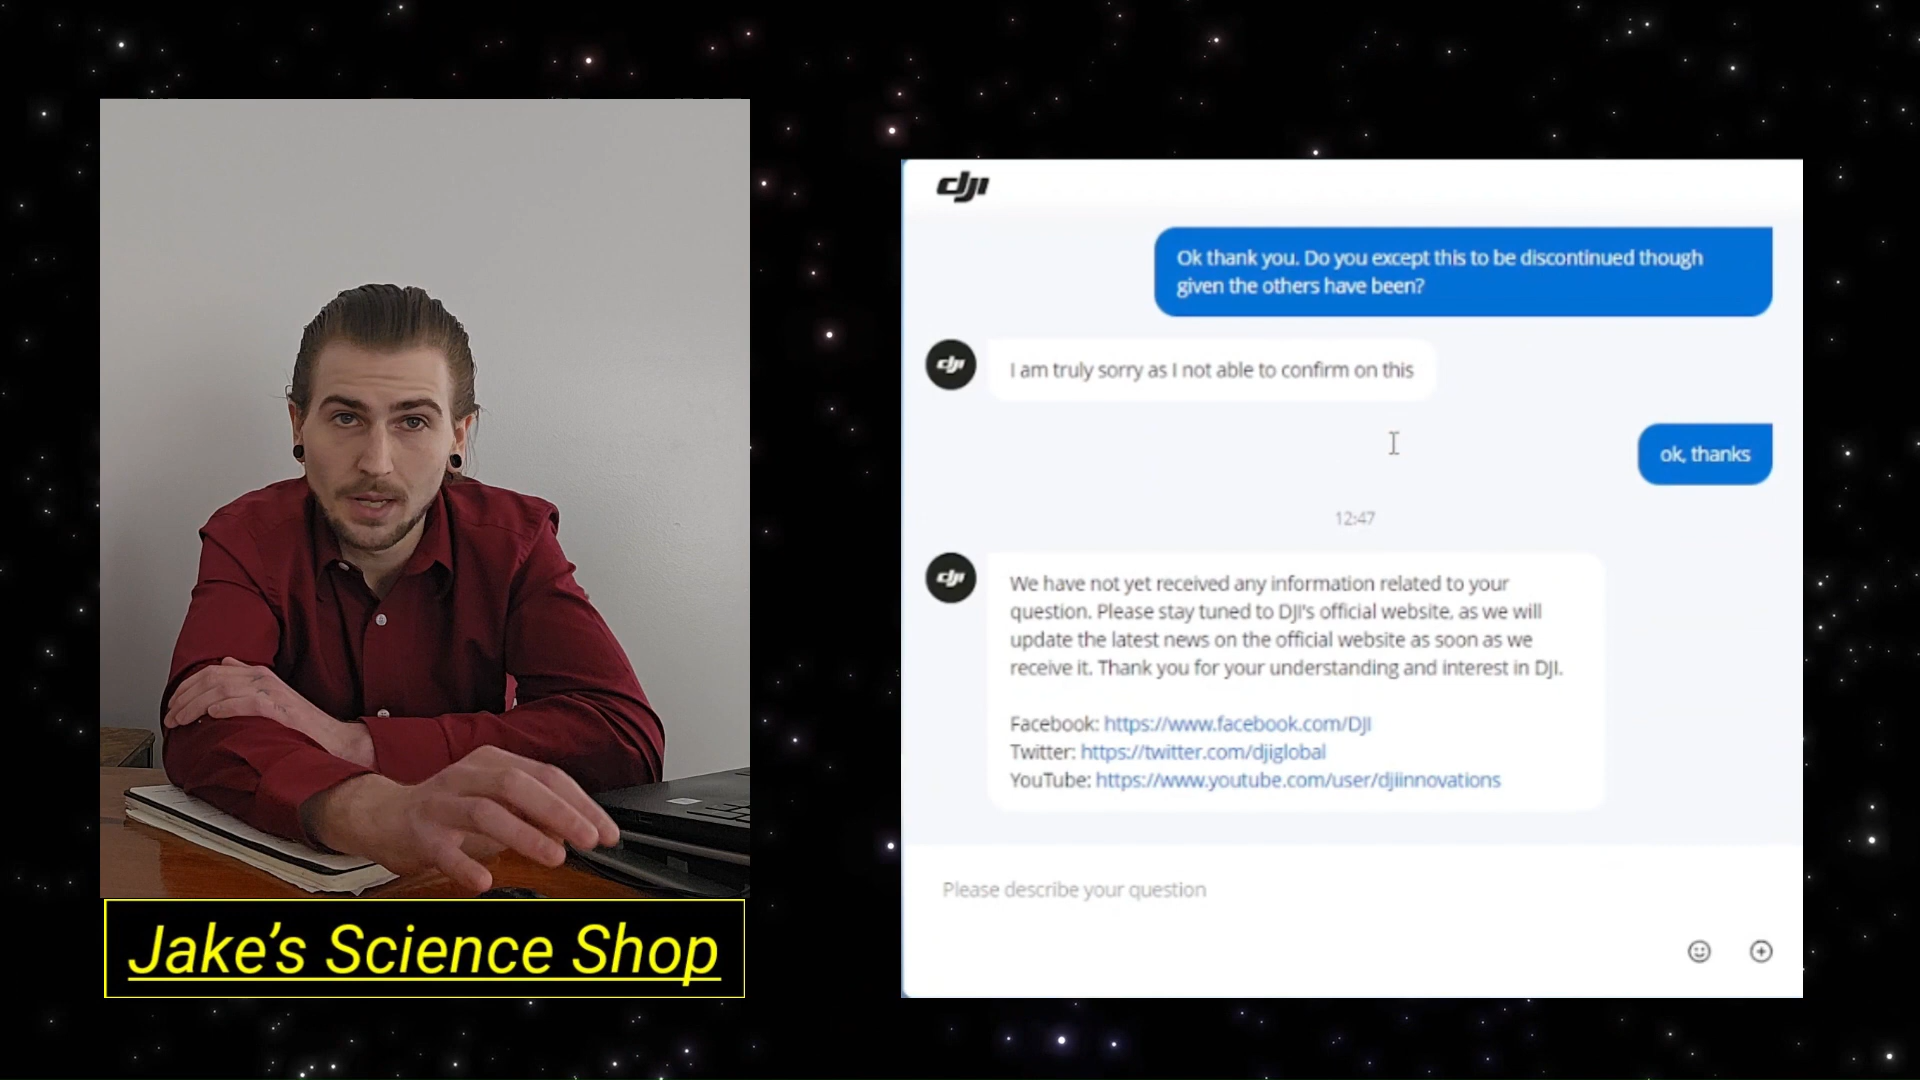 Jake's Science Shop
dji
Ok thank you. Do you except this to be discontinued though
given the others have been?
dji
I am truly sorry as I not able to confirm on this
ok, thanks
12:47
dji
We have not yet received any information related to your
question. Please stay tuned to DJI's official website, as we will
update the latest news on the official website as soon as we
receive it. Thank you for your understanding and interest in DJI.
Facebook: https://www.facebook.com/DJI
Twitter: https://twitter.com/djiglobal
YouTube: https://www.youtube.com/user/djiinnovations
Please describe your question